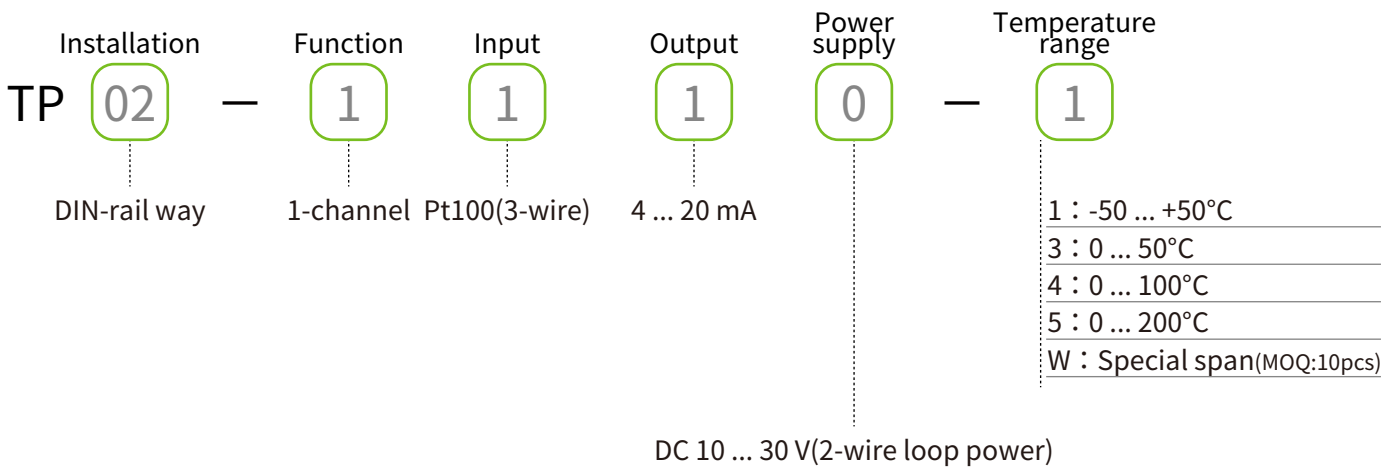 Installation Function Input Output Power supply Temperature range
TP 02 — 1 1 1 0 — 1
DIN-rail way 1-channel Pt100(3-wire) 4 ... 20 mA
1：-50 ... +50°C
3：0 ... 50°C
4：0 ... 100°C
5：0 ... 200°C
W：Special span(MOQ:10pcs)
DC 10 ... 30 V(2-wire loop power)